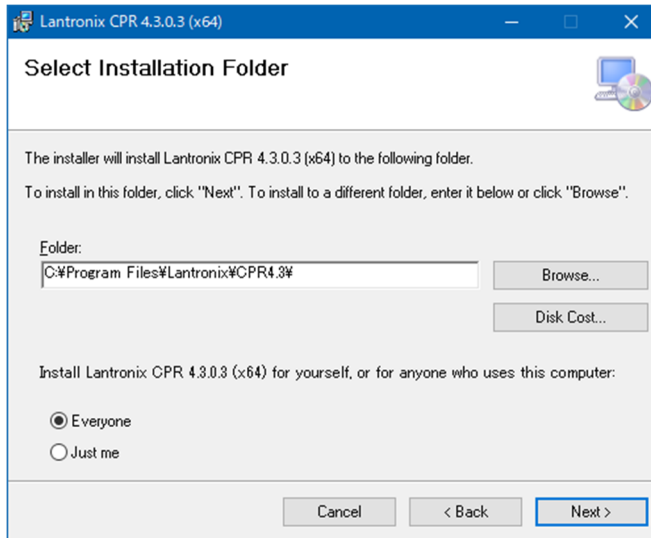 Lantronix CPR 4.3.0.3 (x64)
Select Installation Folder
The installer will install Lantronix CPR 4.3.0.3 (x64) to the following folder.
To install in this folder, click "Next". To install to a different folder, enter it below or click "Browse".
Folder:
C:¥Program Files¥Lantronix¥CPR4.3¥
Browse...
Disk Cost...
Install Lantronix CPR 4.3.0.3 (x64) for yourself, or for anyone who uses this computer:
Everyone
Just me
Cancel
< Back
Next >